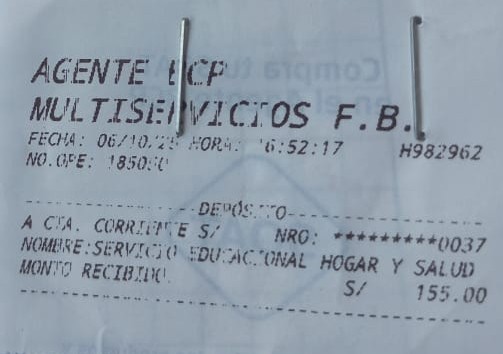 AGENTE BCP
MULTISERVICIOS F.B.
FECHA: 06/10/25 HORA: 16:52:17 H982962
NO.OPE: 185050
DEPÓSITO
A CTA. CORRIENTE S/ NRO: *********0037
NOMBRE:SERVICIO EDUCACIONAL HOGAR Y SALUD
MONTO RECIBIDO S/ 155.00